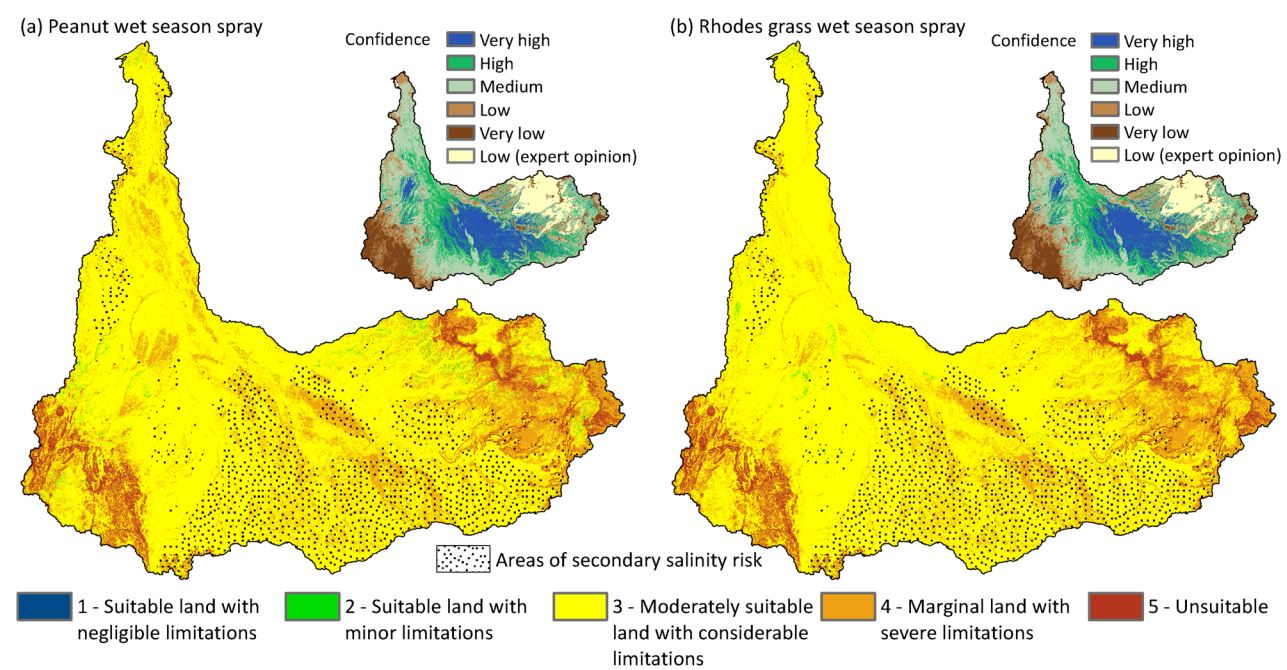 (a) Peanut wet season spray
Confidence
Very high
High
Medium
Low
Very low
Low (expert opinion)
(b) Rhodes grass wet season spray
Confidence
Very high
High
Medium
Low
Very low
Low (expert opinion)
Areas of secondary salinity risk
1 - Suitable land with
negligible limitations
2 - Suitable land with
minor limitations
3 - Moderately suitable
land with considerable
limitations
4 - Marginal land with
severe limitations
5 - Unsuitable